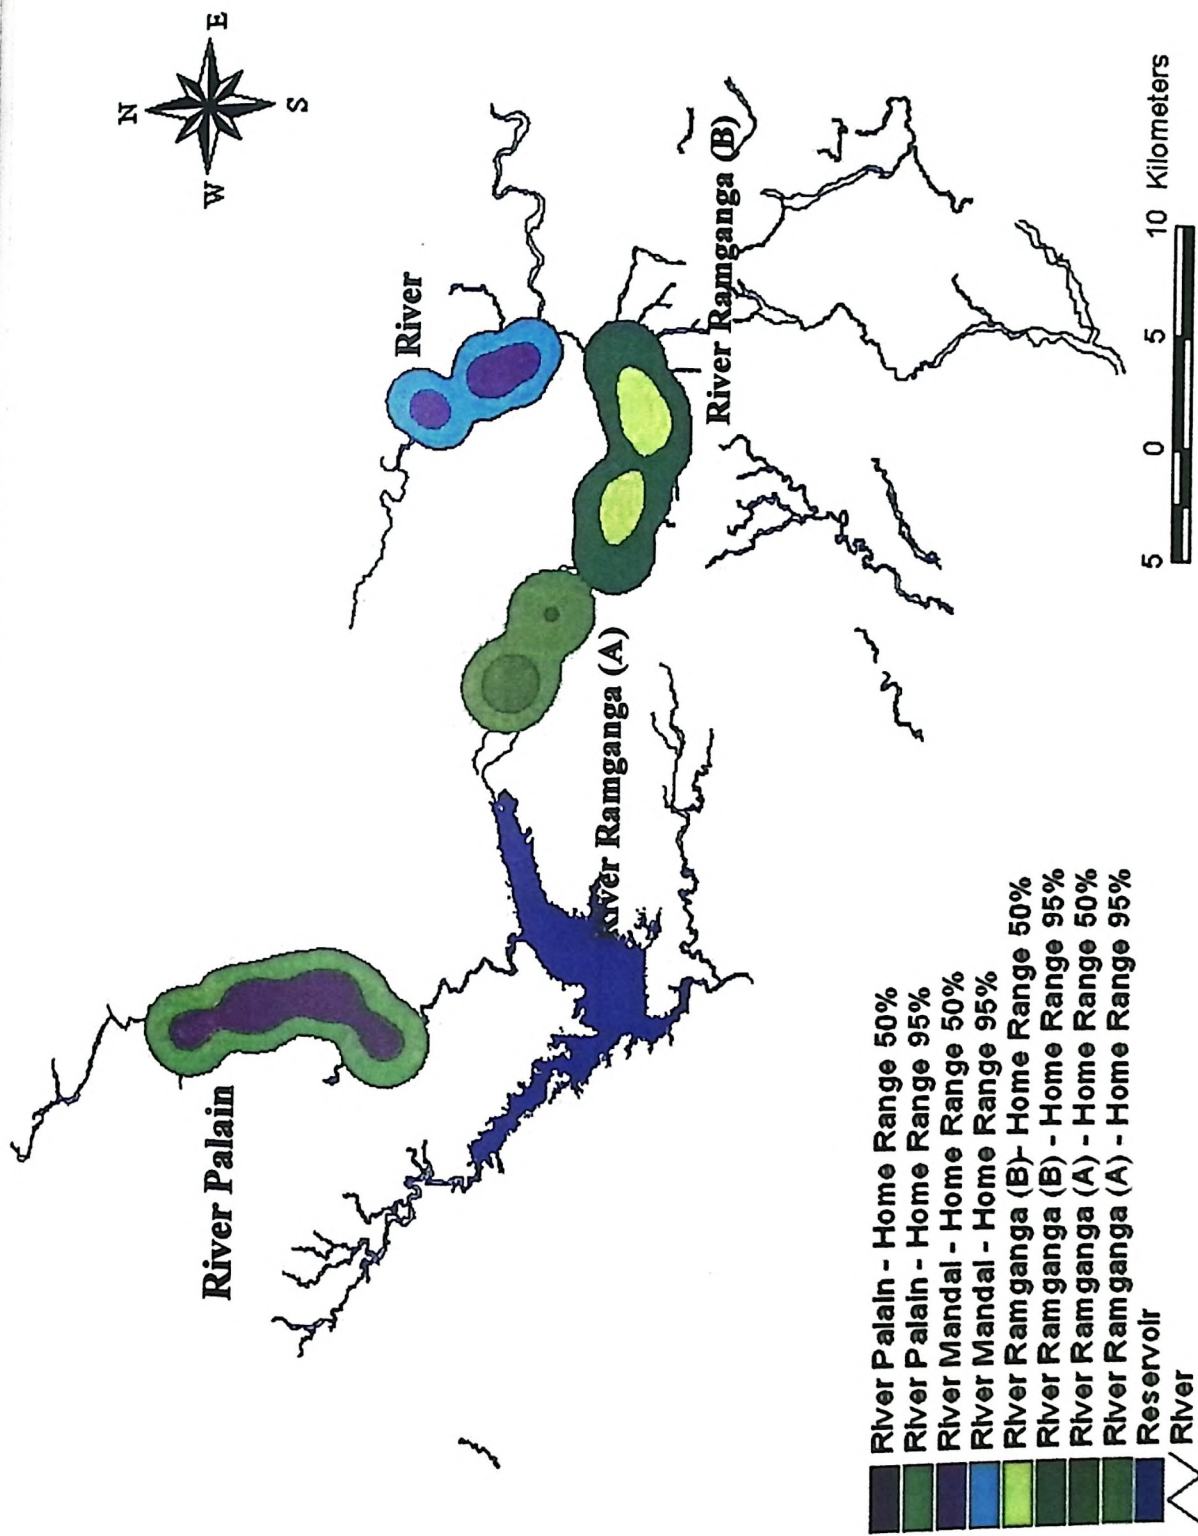 N
E
W
S
River
River Palain
River Ramganga (A)
River Ramganga (B)
River Palain - Home Range 50%
River Palain - Home Range 95%
River Mandal - Home Range 50%
River Mandal - Home Range 95%
River Ramganga (B)- Home Range 50%
River Ramganga (B) - Home Range 95%
River Ramganga (A) - Home Range 50%
River Ramganga (A) - Home Range 95%
Reservoir
River
5 0 5 10 Kilometers